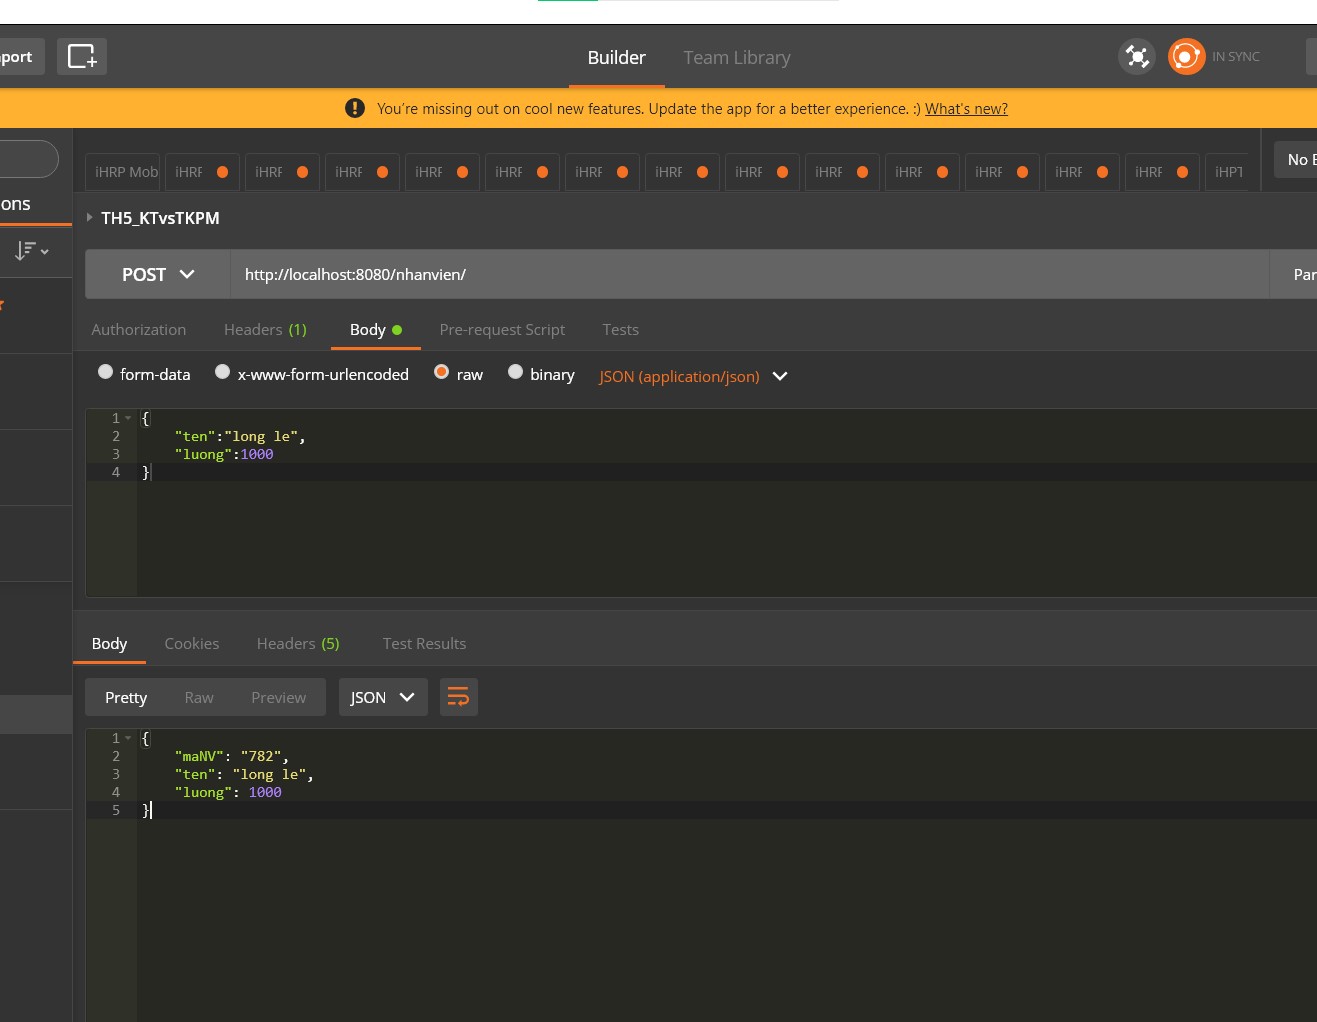 port
Builder
Team Library
IN SYNC
You're missing out on cool new features. Update the app for a better experience. :) What's new?
iHRP Mob
iHRF
iHRF
iHRF
iHRF
iHRF
iHRF
iHRF
iHRF
iHRF
iHRF
iHRF
iHRF
iHRF
iHPT
No E
ons
TH5_KTvsTKPM
POST
http://localhost:8080/nhanvien/
Par
Authorization
Headers (1)
Body
Pre-request Script
Tests
form-data
x-www-form-urlencoded
raw
binary
JSON (application/json)
1 {
2 "ten":"long le",
3 "luong":1000
4 }
Body
Cookies
Headers (5)
Test Results
Pretty
Raw
Preview
JSON
1 {
2 "maNV": "782",
3 "ten": "long le",
4 "luong": 1000
5 }